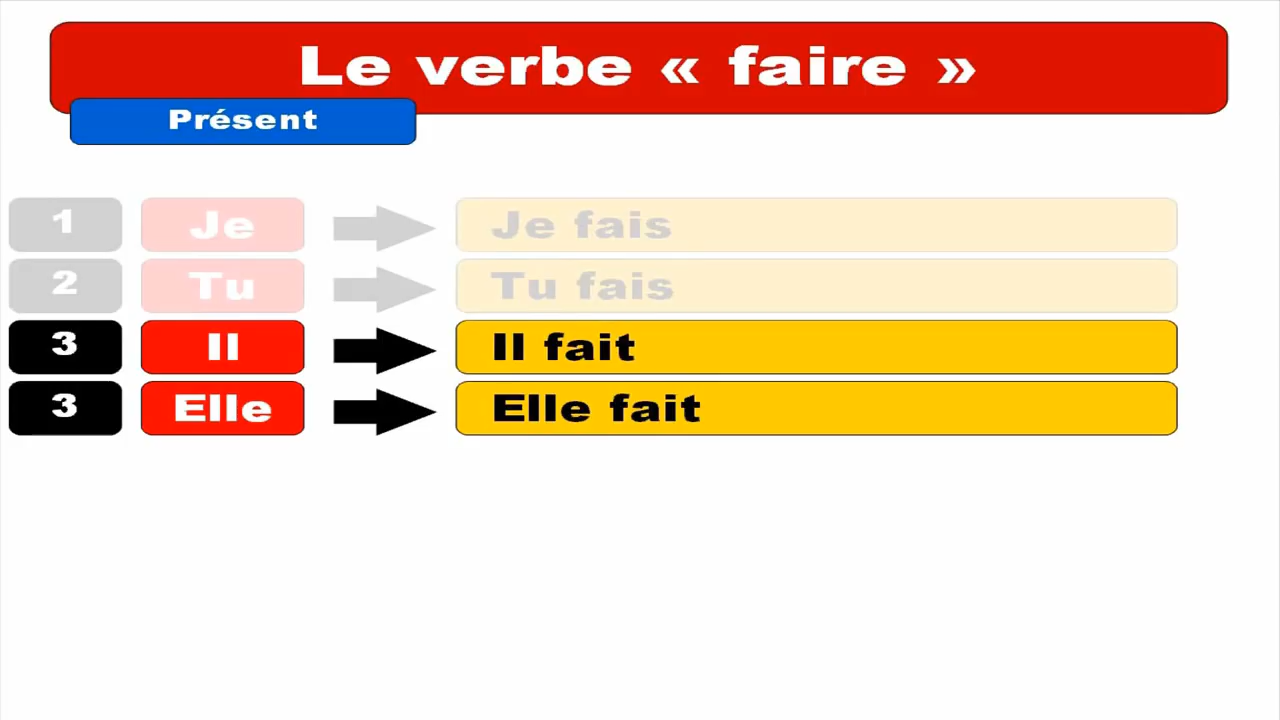 Le verbe « faire »
Présent
1 Je Je fais
2 Tu Tu fais
3 Il Il fait
3 Elle Elle fait